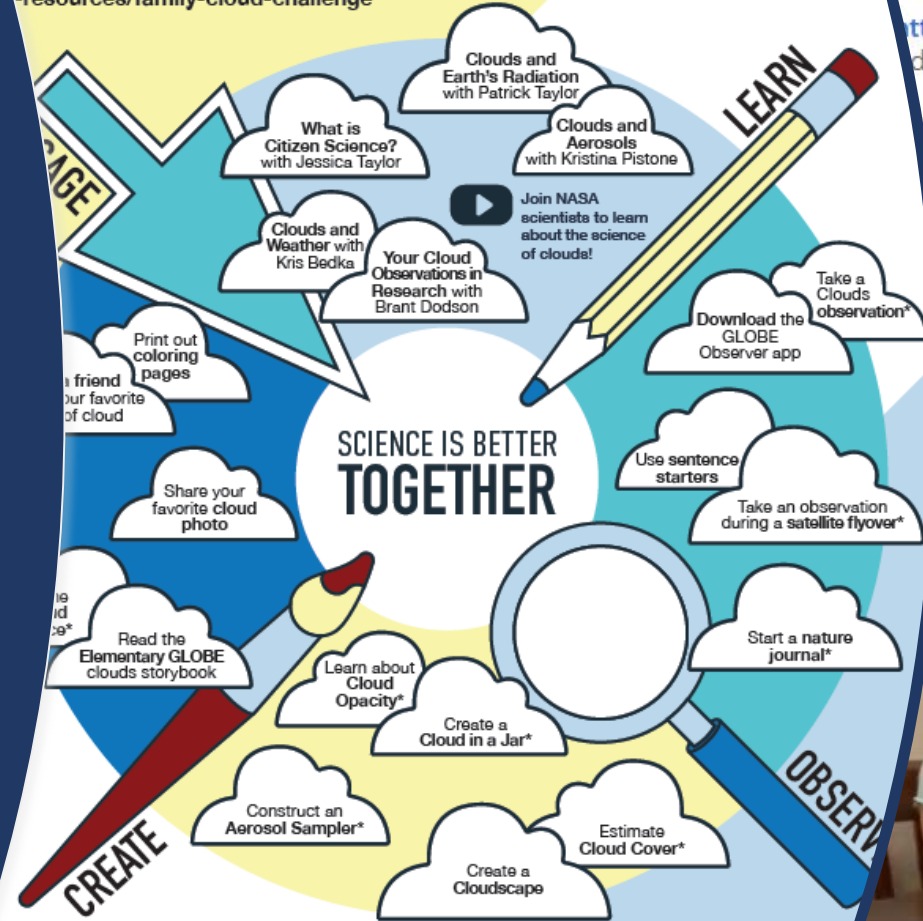 -resources/family-cloud-challenge
Clouds and
Earth's Radiation
with Patrick Taylor
What is
Citizen Science?
with Jessica Taylor
Clouds and
Aerosols
with Kristina Pistone
Clouds and
Weather with
Kris Bedka
Your Cloud
Observations in
Research with
Brant Dodson
Join NASA
scientists to learn
about the science
of clouds!
LEARN
Take a
Clouds
observation*
Download the
GLOBE
Observer app
Use sentence
starters
Take an observation
during a satellite flyover*
Start a nature
journal*
OBSERV
SCIENCE IS BETTER
TOGETHER
Learn about
Cloud
Opacity*
Create a
Cloud in a Jar*
Construct an
Aerosol Sampler*
Estimate
Cloud Cover*
Create a
Cloudscape
CREATE
Print out
coloring
pages
friend
favorite
of cloud
Share your
favorite cloud
photo
Read the
Elementary GLOBE
clouds storybook
AGE